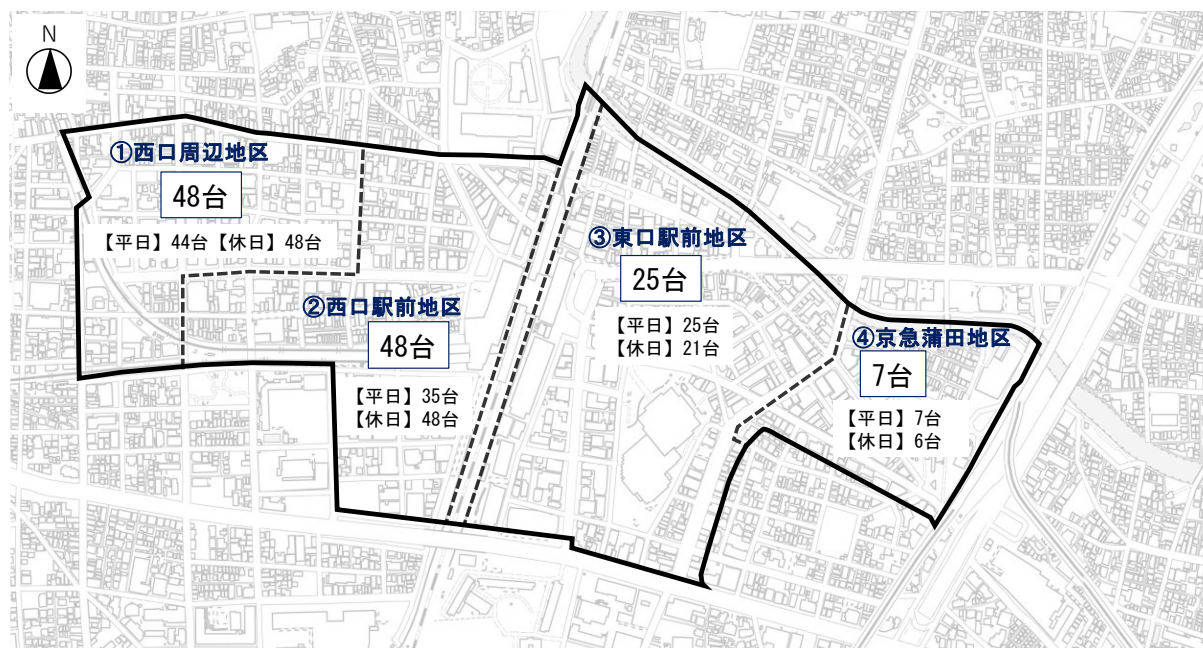 N
①西口周辺地区
48台
【平日】44台【休日】48台
②西口駅前地区
48台
【平日】35台
【休日】48台
③東口駅前地区
25台
【平日】25台
【休日】21台
④京急蒲田地区
7台
【平日】7台
【休日】6台